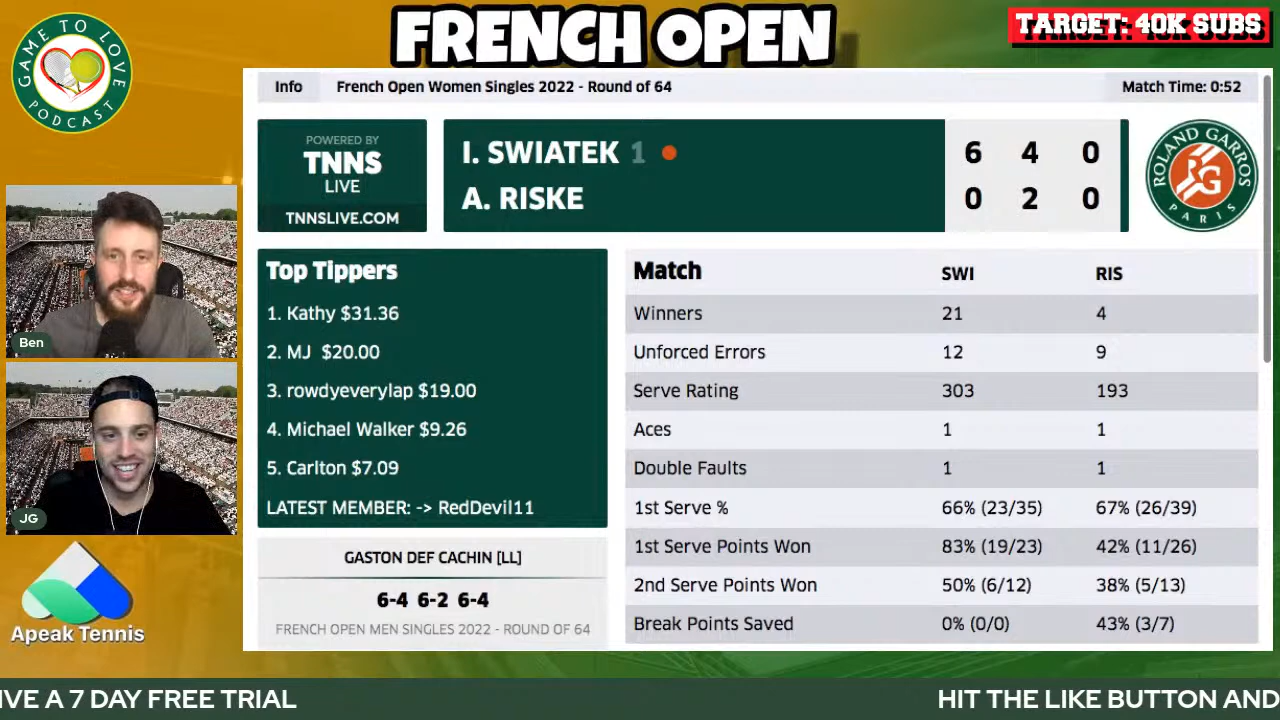 GAME TO LOVE
PODCAST
FRENCH OPEN
TARGET: 40K SUBS
Info
French Open Women Singles 2022 - Round of 64
Match Time: 0:52
POWERED BY
TNNS
LIVE
TNNSLIVE.COM
I. SWIATEK 1 6 4 0
A. RISKE 0 2 0
ROLAND GARROS
RG
PARIS
Ben
JG
Apeak Tennis
Top Tippers
1. Kathy $31.36
2. MJ $20.00
3. rowdyeverylap $19.00
4. Michael Walker $9.26
5. Carlton $7.09
LATEST MEMBER: -> RedDevil11
GASTON DEF CACHIN [LL]
6-4 6-2 6-4
FRENCH OPEN MEN SINGLES 2022 - ROUND OF 64
Match SWI RIS
Winners 21 4
Unforced Errors 12 9
Serve Rating 303 193
Aces 1 1
Double Faults 1 1
1st Serve % 66% (23/35) 67% (26/39)
1st Serve Points Won 83% (19/23) 42% (11/26)
2nd Serve Points Won 50% (6/12) 38% (5/13)
Break Points Saved 0% (0/0) 43% (3/7)
IVE A 7 DAY FREE TRIAL
HIT THE LIKE BUTTON AND